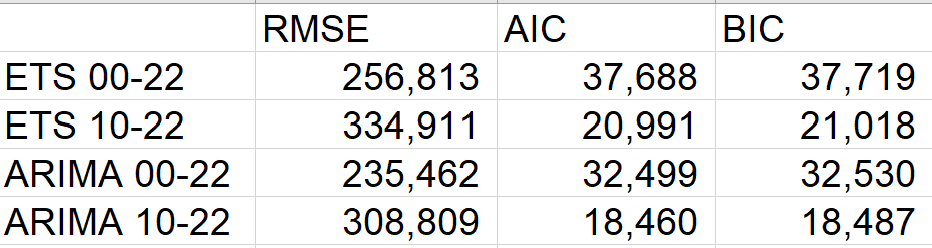 RMSE AIC BIC
ETS 00-22 256,813 37,688 37,719
ETS 10-22 334,911 20,991 21,018
ARIMA 00-22 235,462 32,499 32,530
ARIMA 10-22 308,809 18,460 18,487